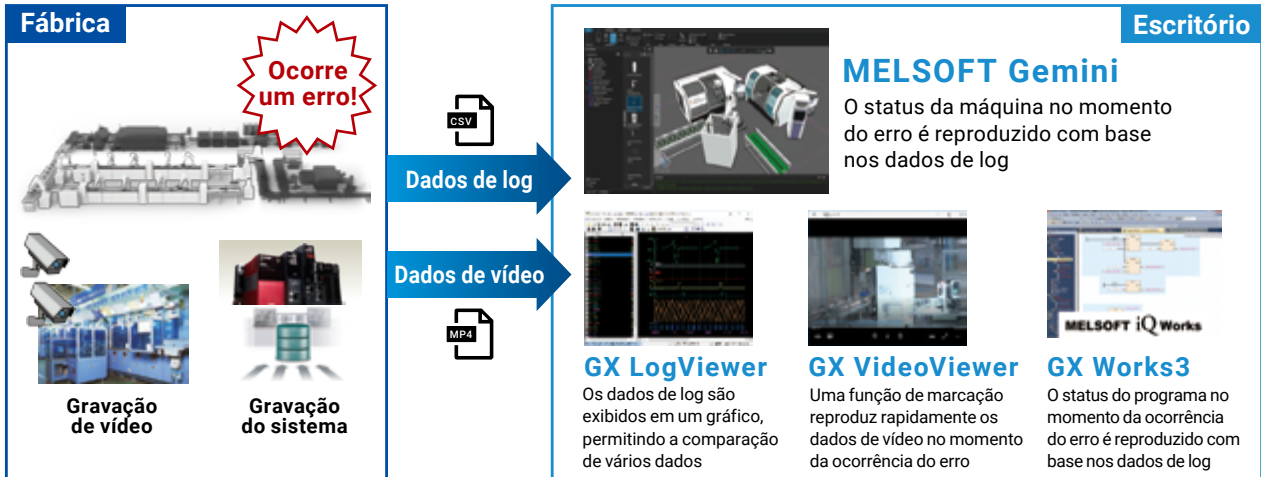 Fábrica
Ocorre
um erro!
Gravação
de vídeo
Gravação
do sistema
CSV
Dados de log
Dados de vídeo
MP4
Escritório
MELSOFT Gemini
O status da máquina no momento
do erro é reproduzido com base
nos dados de log
GX LogViewer
Os dados de log são
exibidos em um gráfico,
permitindo a comparação
de vários dados
GX VideoViewer
Uma função de marcação
reproduz rapidamente os
dados de vídeo no momento
da ocorrência do erro
MELSOFT iQ Works
GX Works3
O status do programa no
momento da ocorrência
do erro é reproduzido com
base nos dados de log